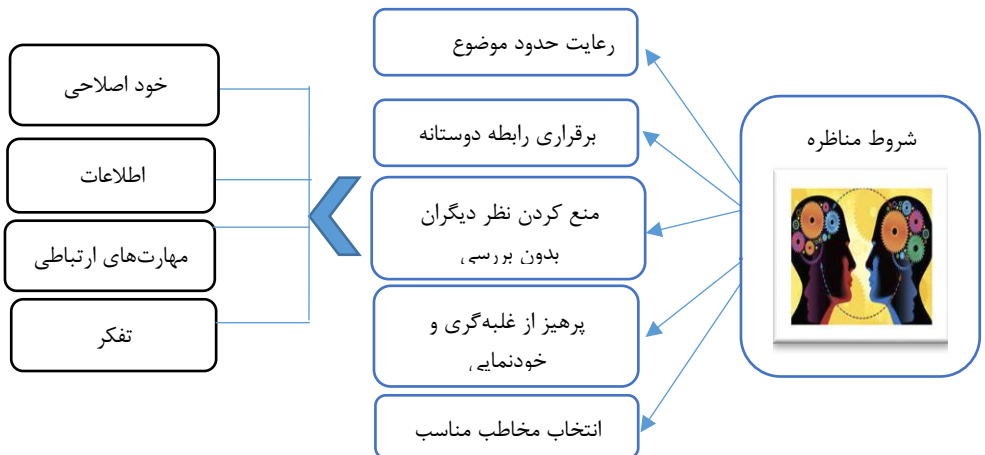 شروط مناظره
رعایت حدود موضوع
برقراری رابطه دوستانه
منع کردن نظر دیگران
بدون بررسی
پرهیز از غلبه‌گری و
خودنمایی
انتخاب مخاطب مناسب
خود اصلاحی
اطلاعات
مهارت‌های ارتباطی
تفکر